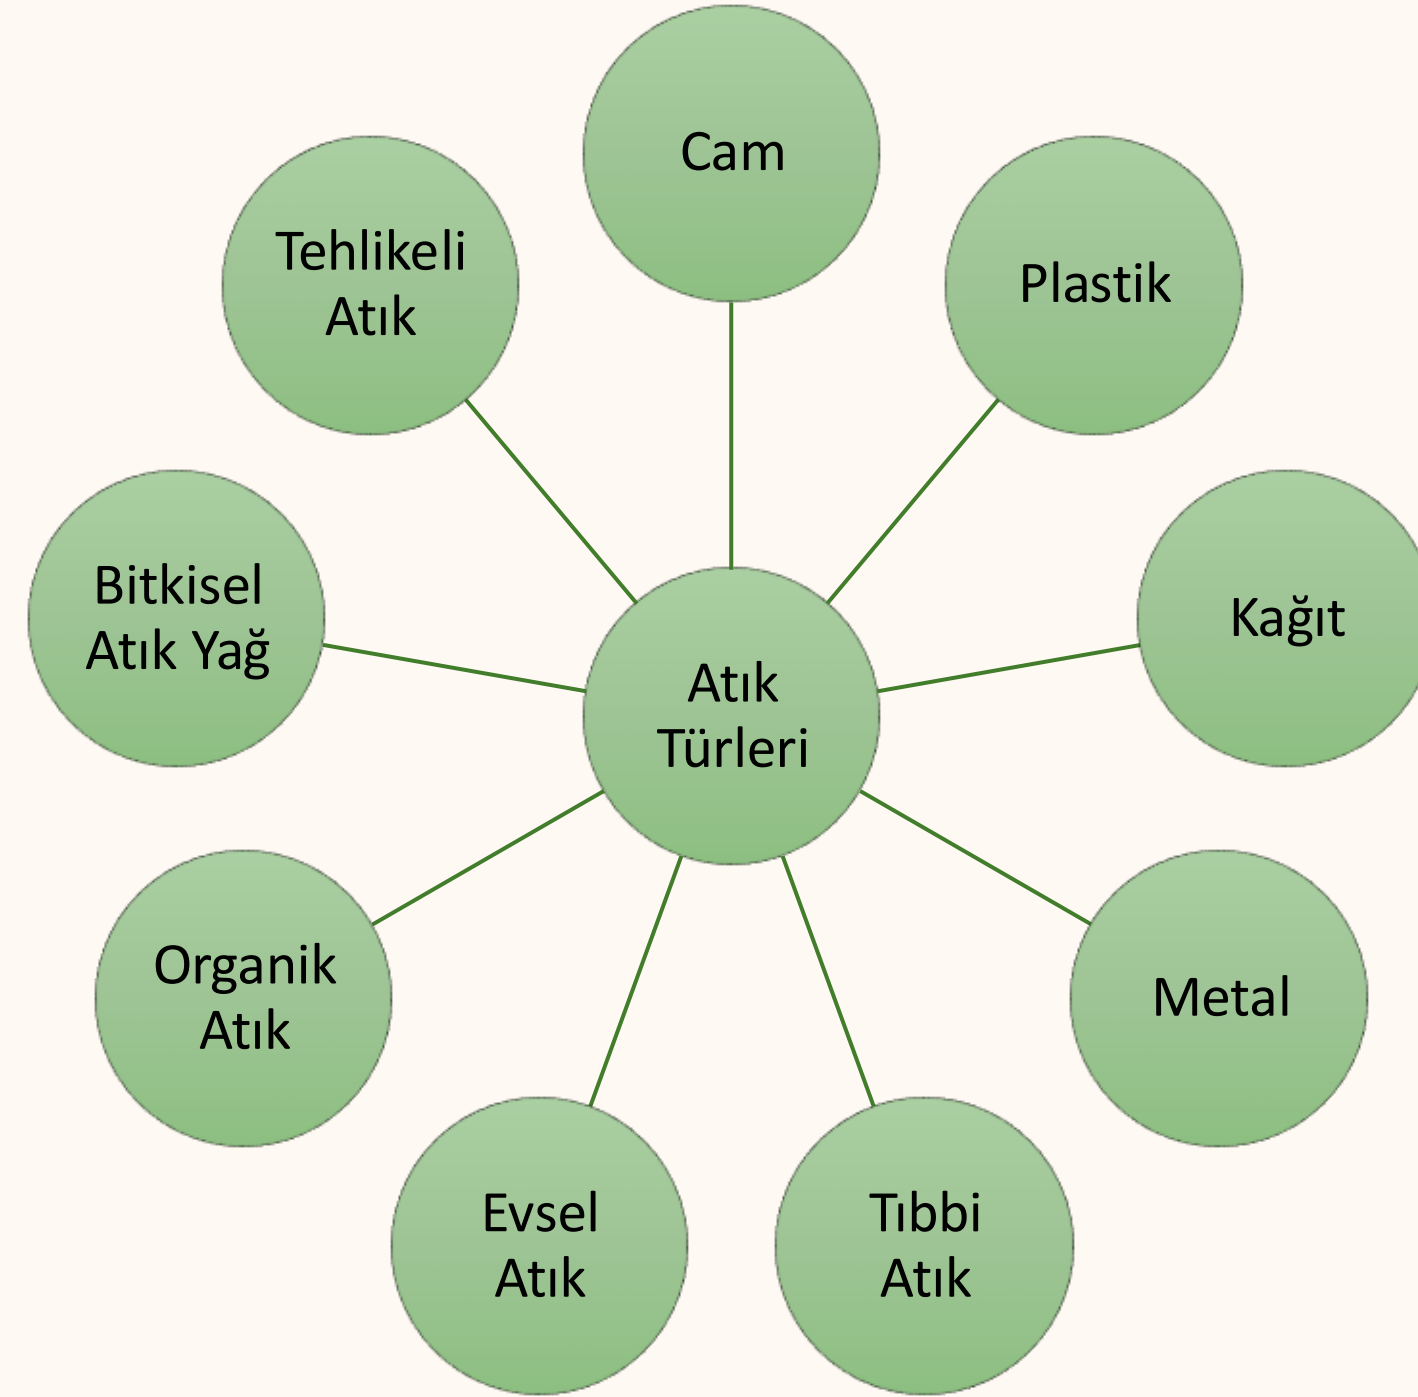 Cam
Plastik
Kağıt
Metal
Tıbbi
Atık
Evsel
Atık
Organik
Atık
Bitkisel
Atık Yağ
Tehlikeli
Atık
Atık
Türleri